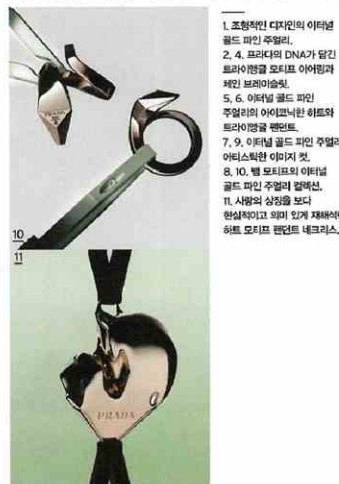 1. 조형적인 디자인의 이터널
골드 파인 주얼리.
2, 4. 프라다의 DNA가 담긴
트라이앵글 모티프 이어링과
체인 브레이슬릿.
5, 6. 이터널 골드 파인
주얼리의 아이코닉한 하트와
트라이앵글 펜던트.
7, 9. 이터널 골드 파인 주얼리
아티스틱한 이미지 컷.
8, 10. 뱀 모티프의 이터널
골드 파인 주얼리 컬렉션.
11. 사랑의 상징을 보다
현실적이고 의미 있게 재해석한
하트 모티프 펜던트 네크리스.
PRADA
10
11
PRADA